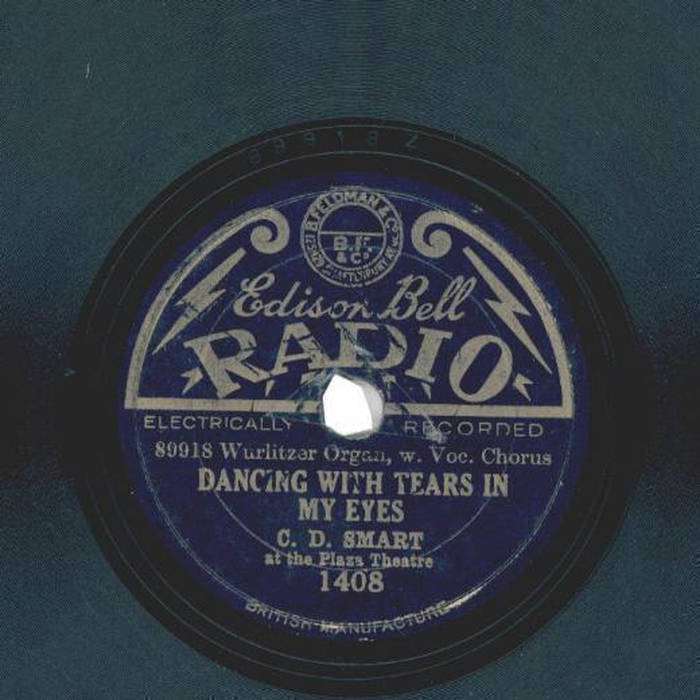 89918 Z
B. FELDMAN & Co
B.F.
& Co
Edison Bell
RADIO
ELECTRICALLY RECORDED
89918 Wurlitzer Organ, w. Voc. Chorus
DANCING WITH TEARS IN
MY EYES
C. D. SMART
at the Plaza Theatre
1408
BRITISH MANUFACTURE